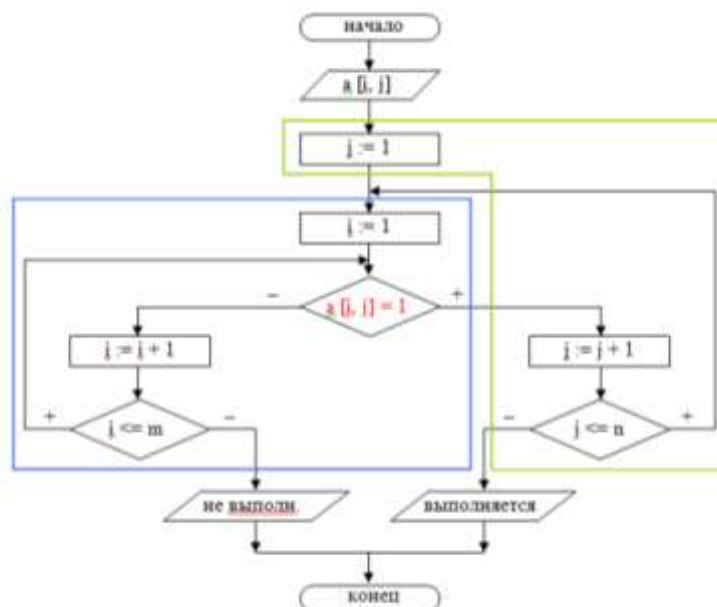 начало
a [i, j]
j := 1
i := 1
–
a [i, j] = 1
+
i := i + 1
j := j + 1
+
i <= m
–
–
j <= n
+
не выполн.
выполняется
конец